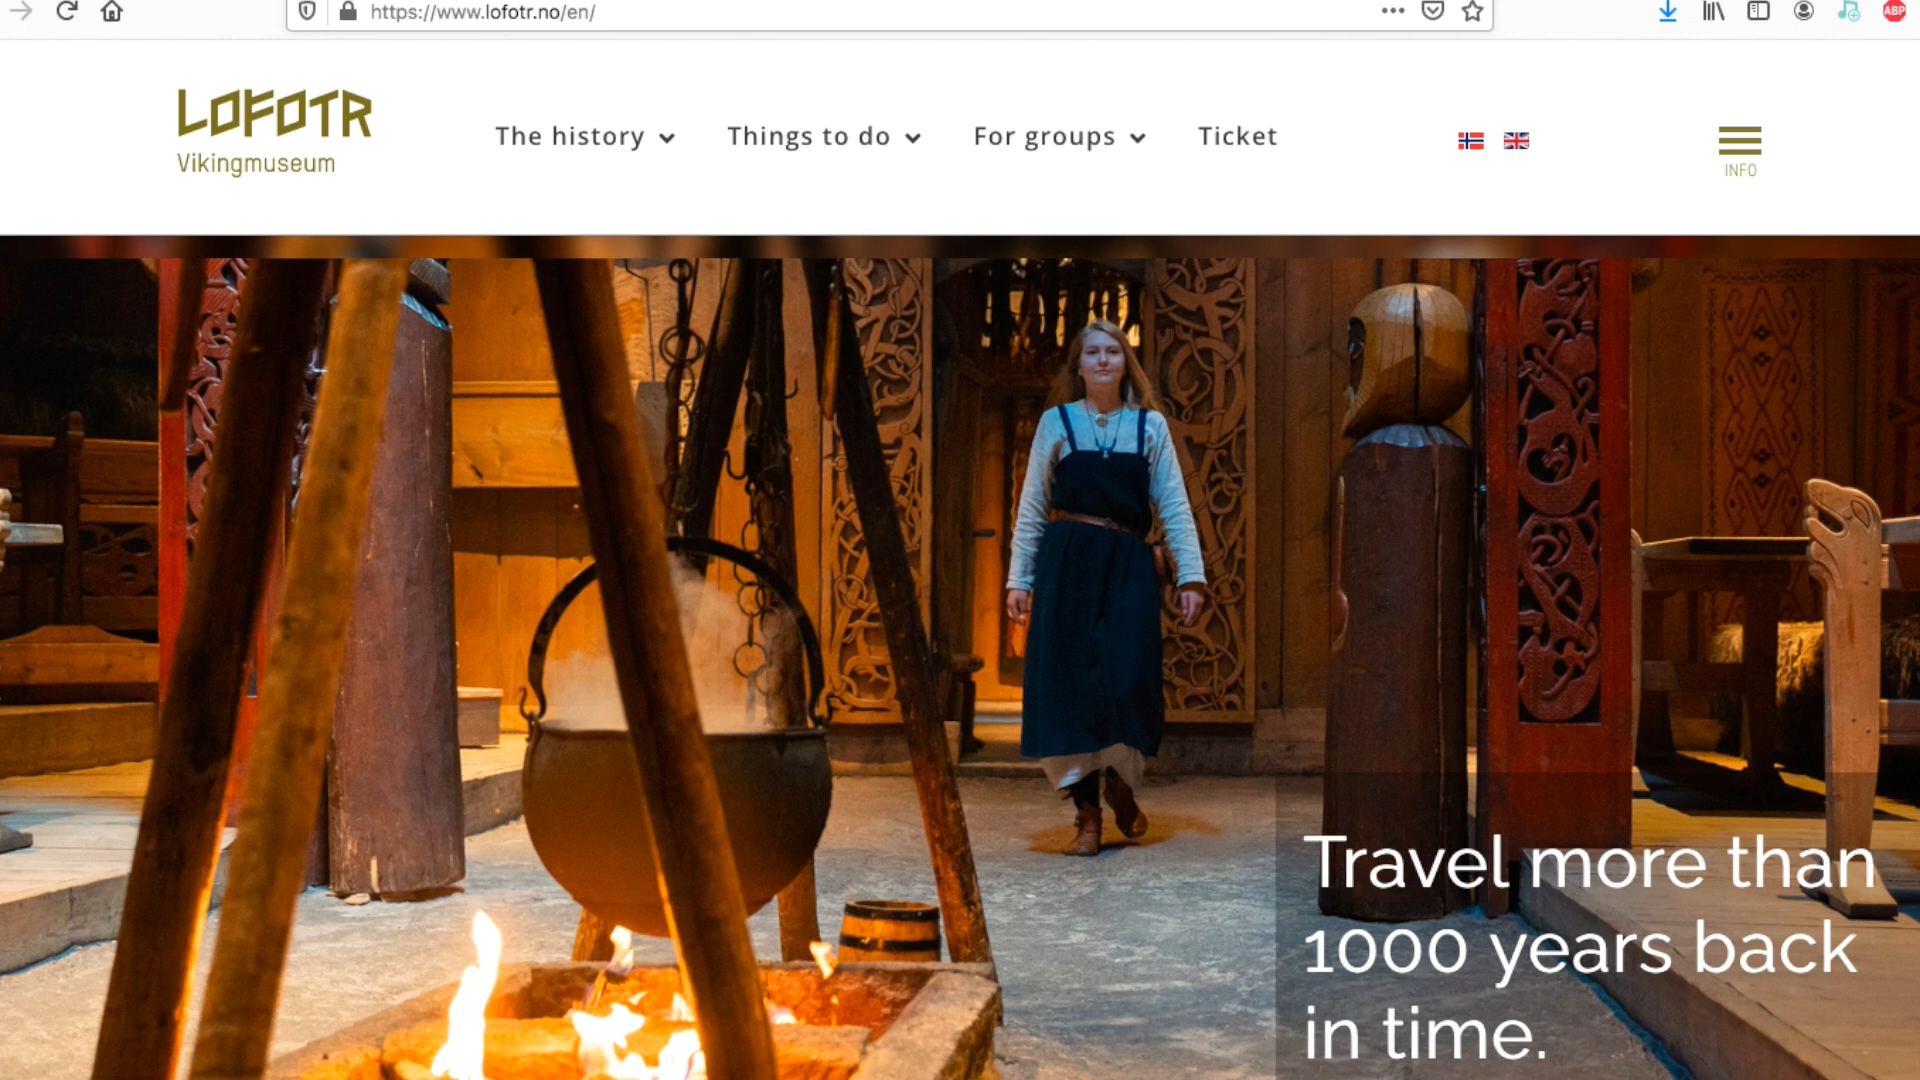 https://www.lofotr.no/en/
ABP
LOFOTR
Vikingmuseum
The history
Things to do
For groups
Ticket
INFO
Travel more than
1000 years back
in time.